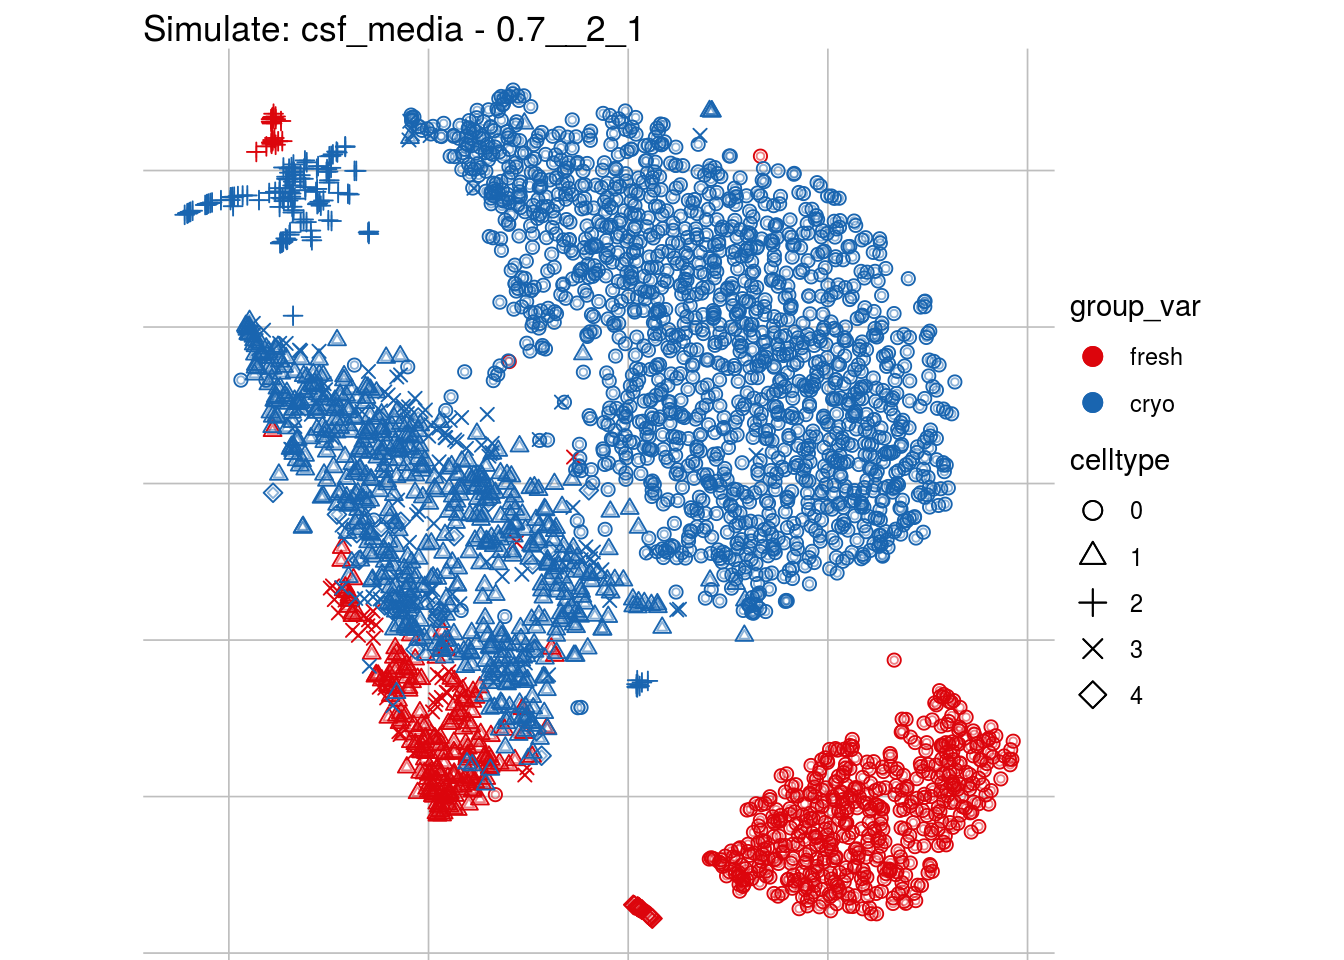 Simulate: csf_media - 0.7__2_1
group_var
fresh
cryo
celltype
0
1
2
3
4